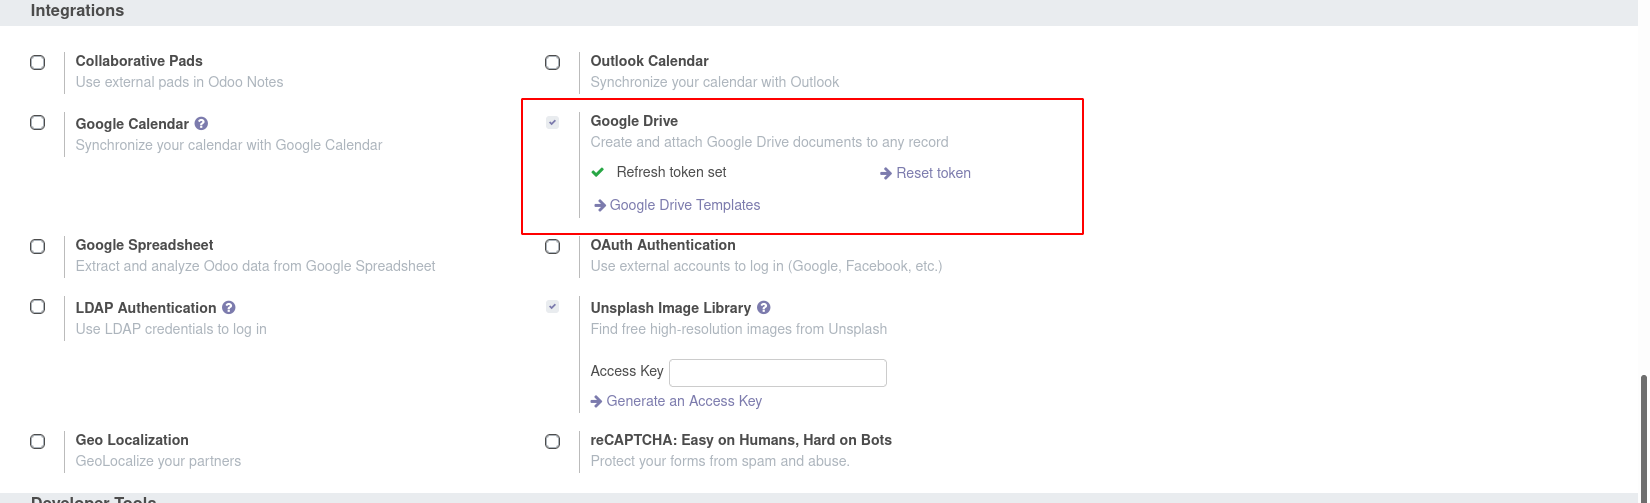 Integrations
Collaborative Pads
Use external pads in Odoo Notes
Outlook Calendar
Synchronize your calendar with Outlook
Google Calendar ?
Synchronize your calendar with Google Calendar
Google Drive
Create and attach Google Drive documents to any record
Refresh token set
Reset token
Google Drive Templates
Google Spreadsheet
Extract and analyze Odoo data from Google Spreadsheet
OAuth Authentication
Use external accounts to log in (Google, Facebook, etc.)
LDAP Authentication ?
Use LDAP credentials to log in
Unsplash Image Library ?
Find free high-resolution images from Unsplash
Access Key
Generate an Access Key
Geo Localization
GeoLocalize your partners
reCAPTCHA: Easy on Humans, Hard on Bots
Protect your forms from spam and abuse.
Developer Tools